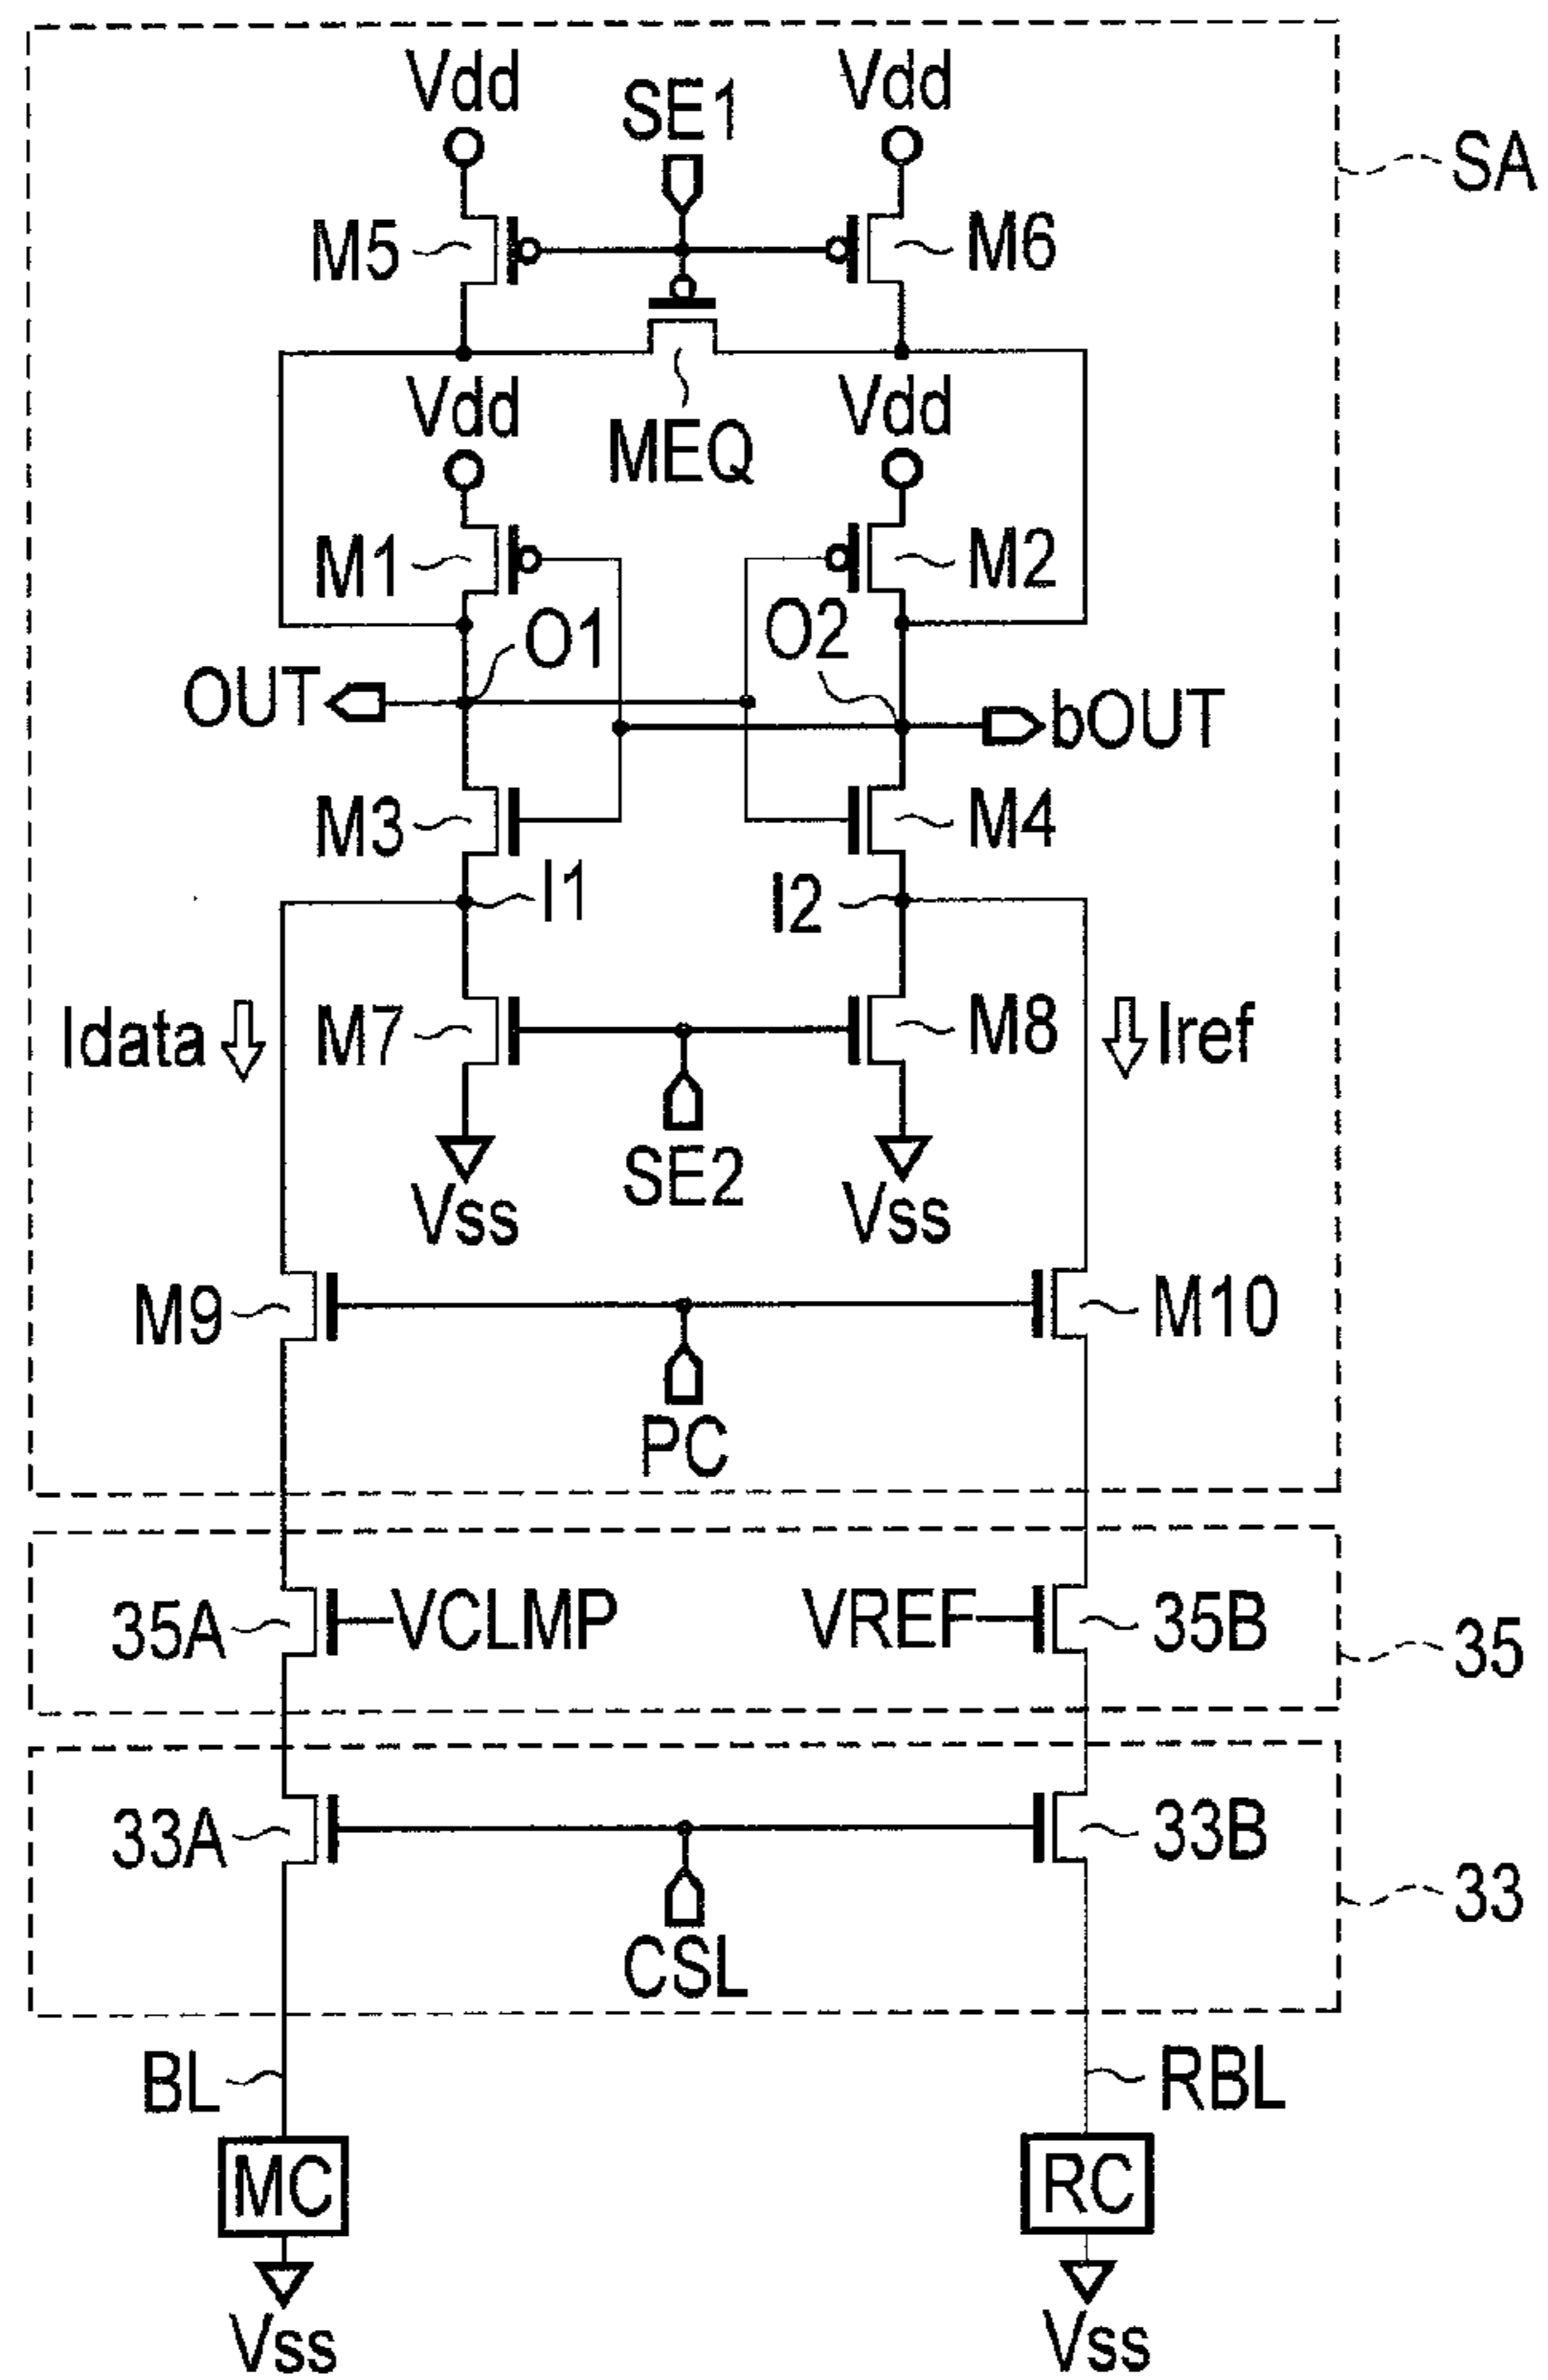 Vdd
SE1
Vdd
SA
M5
M6
Vdd
MEQ
Vdd
M1
M2
O1
O2
OUT
bOUT
M3
M4
I1
I2
Idata
M7
M8
Iref
SE2
Vss
Vss
M9
M10
PC
35A
VCLMP
VREF
35B
35
33A
33B
33
CSL
BL
RBL
MC
RC
Vss
Vss